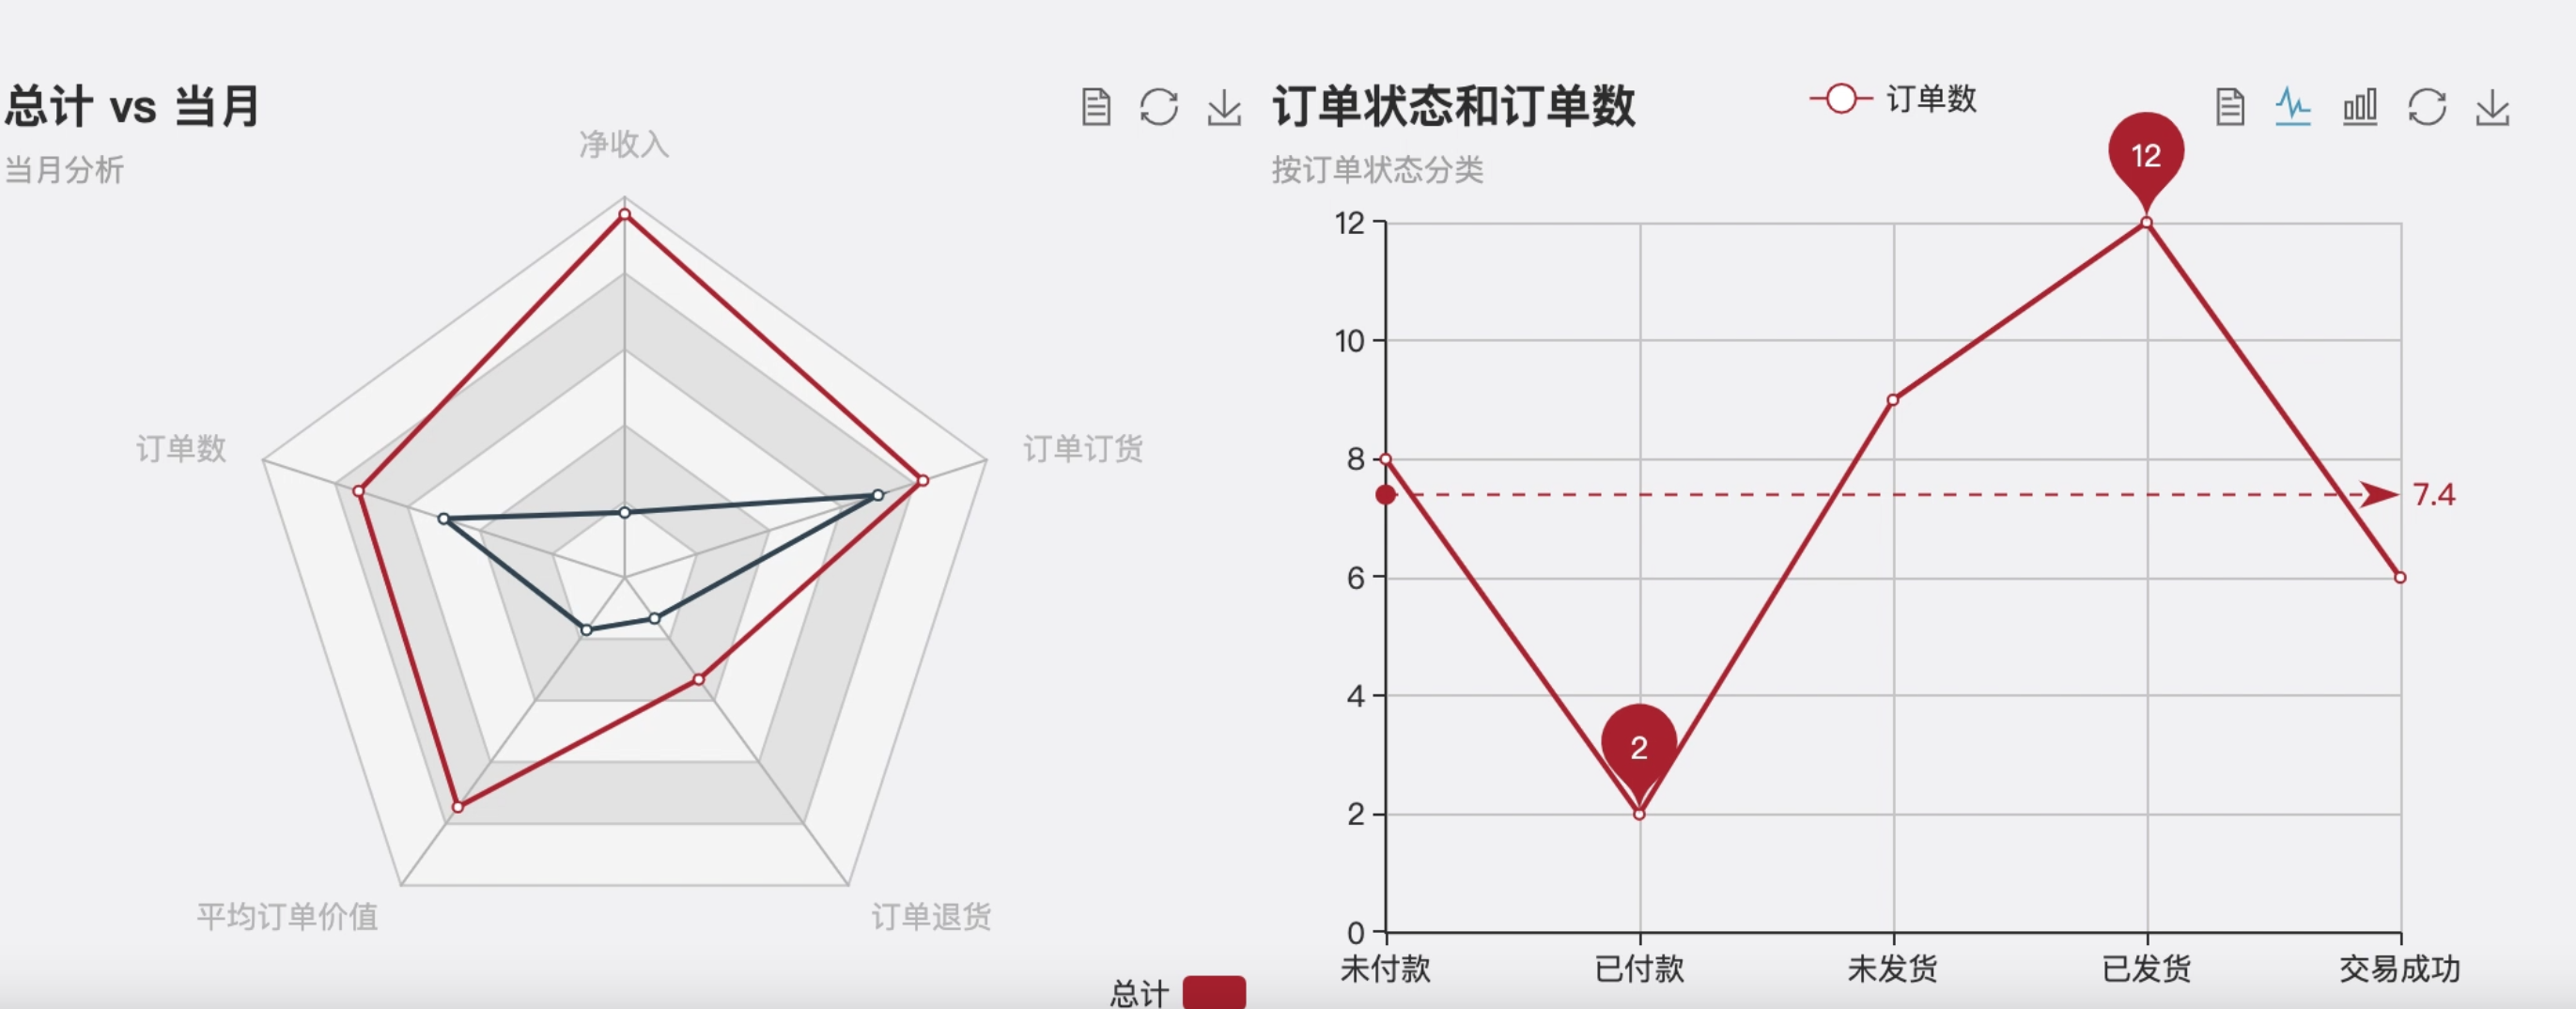 总计 vs 当月
当月分析
净收入
订单订货
订单退货
平均订单价值
订单数
总计
订单状态和订单数
按订单状态分类
订单数
12
10
8
6
4
2
0
12
2
7.4
未付款
已付款
未发货
已发货
交易成功